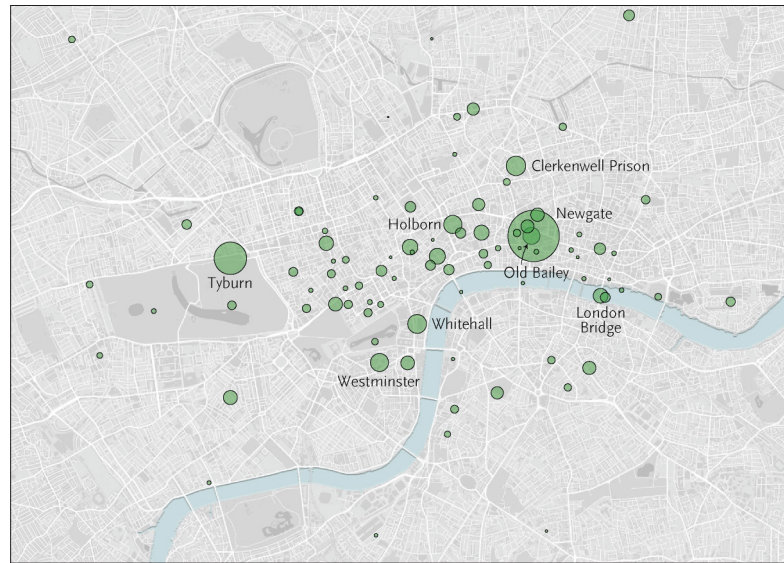 Clerkenwell Prison
Newgate
Holborn
Old Bailey
Tyburn
London
Bridge
Whitehall
Westminster